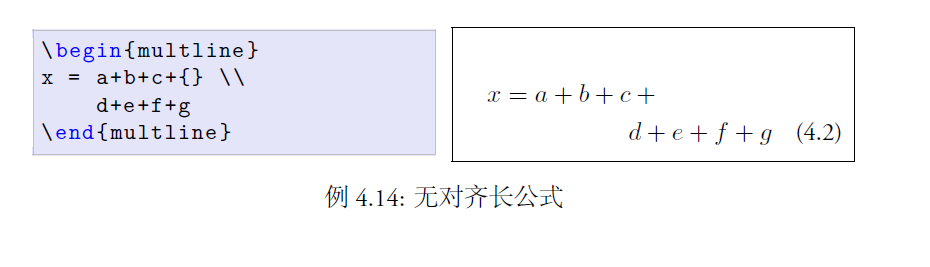 \begin{multline}
x = a+b+c+{} \\
d+e+f+g
\end{multline}
x = a + b + c +
d + e + f + g (4.2)
例 4.14: 无对齐长公式